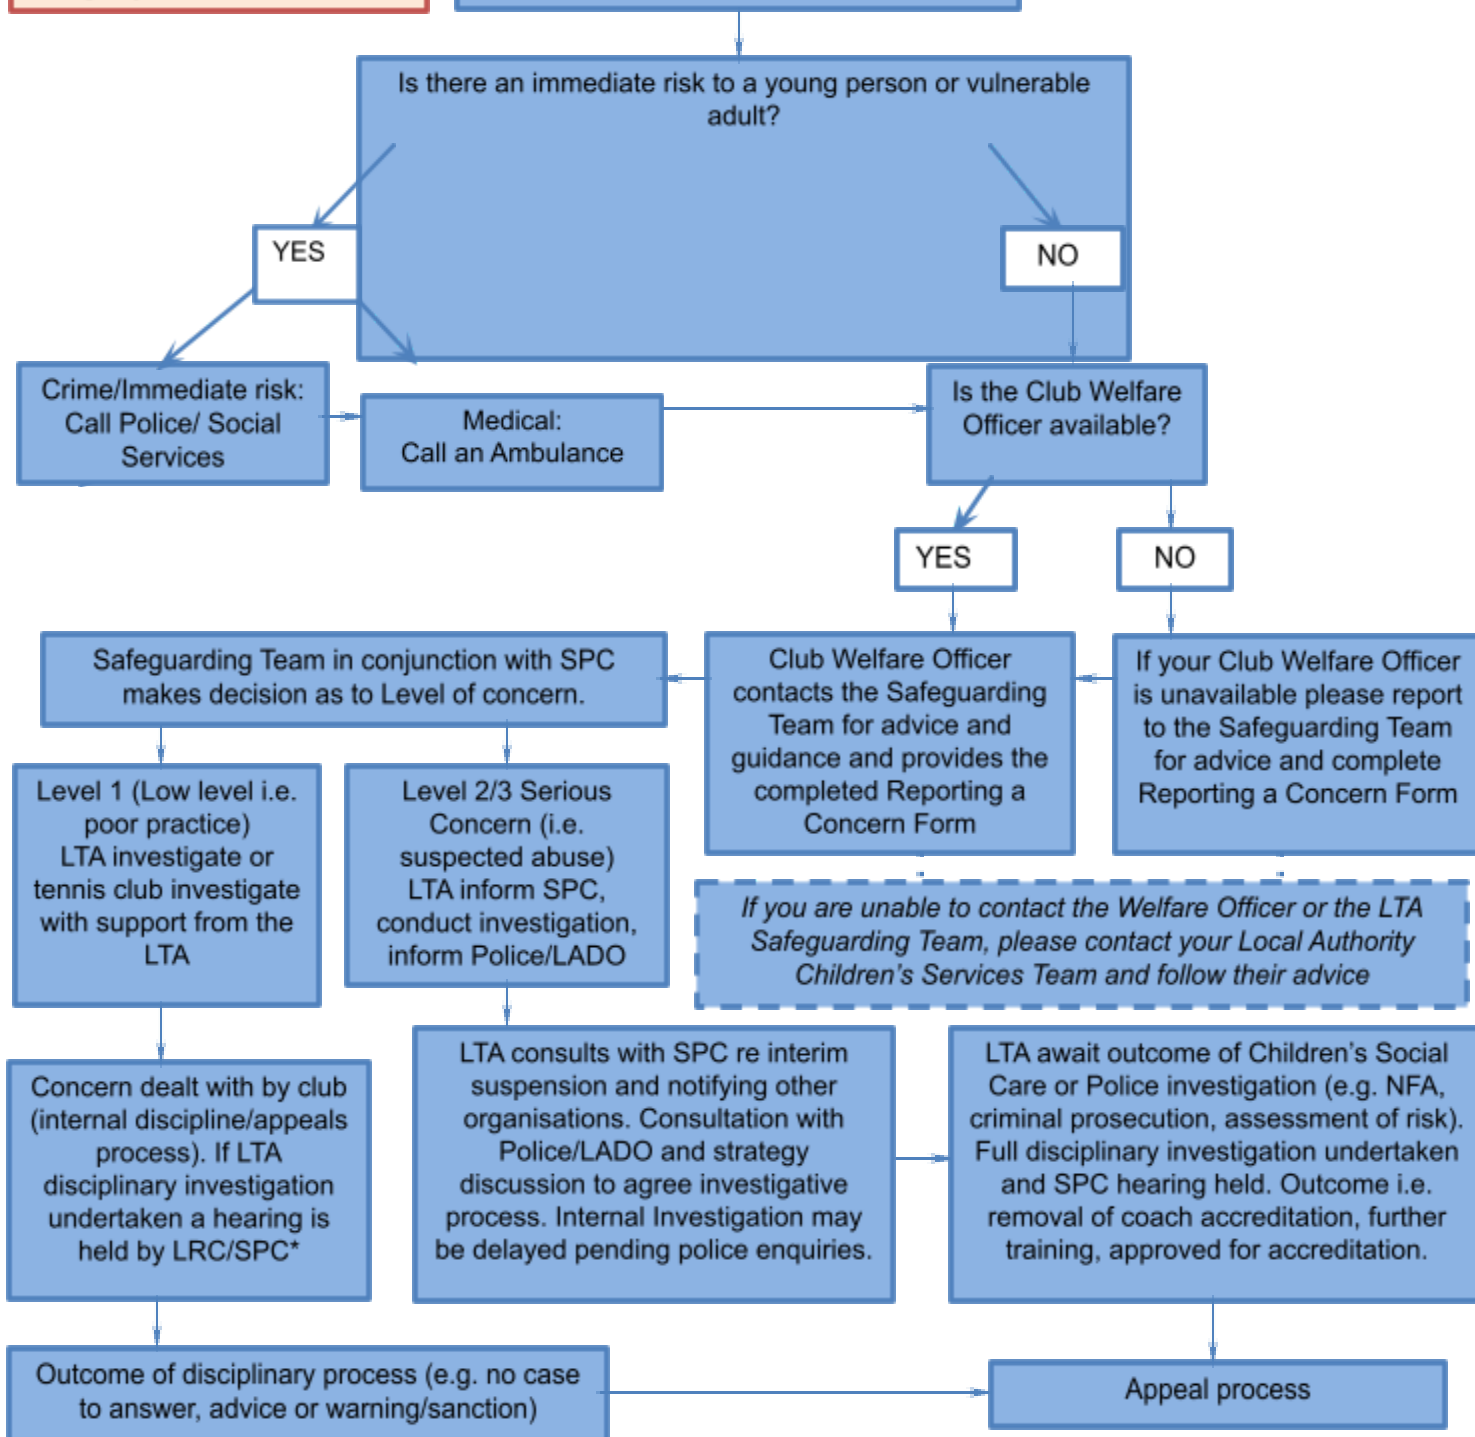 Is there an immediate risk to a young person or vulnerable
adult?
YES
NO
Crime/Immediate risk:
Call Police/ Social
Services
Medical:
Call an Ambulance
Is the Club Welfare
Officer available?
YES
NO
Safeguarding Team in conjunction with SPC
makes decision as to Level of concern.
Club Welfare Officer
contacts the Safeguarding
Team for advice and
guidance and provides the
completed Reporting a
Concern Form
If your Club Welfare Officer
is unavailable please report
to the Safeguarding Team
for advice and complete
Reporting a Concern Form
Level 1 (Low level i.e.
poor practice)
LTA investigate or
tennis club investigate
with support from the
LTA
Level 2/3 Serious
Concern (i.e.
suspected abuse)
LTA inform SPC,
conduct investigation,
inform Police/LADO
If you are unable to contact the Welfare Officer or the LTA
Safeguarding Team, please contact your Local Authority
Children's Services Team and follow their advice
Concern dealt with by club
(internal discipline/appeals
process). If LTA
disciplinary investigation
undertaken a hearing is
held by LRC/SPC*
LTA consults with SPC re interim
suspension and notifying other
organisations. Consultation with
Police/LADO and strategy
discussion to agree investigative
process. Internal Investigation may
be delayed pending police enquiries.
LTA await outcome of Children's Social
Care or Police investigation (e.g. NFA,
criminal prosecution, assessment of risk).
Full disciplinary investigation undertaken
and SPC hearing held. Outcome i.e.
removal of coach accreditation, further
training, approved for accreditation.
Outcome of disciplinary process (e.g. no case
to answer, advice or warning/sanction)
Appeal process